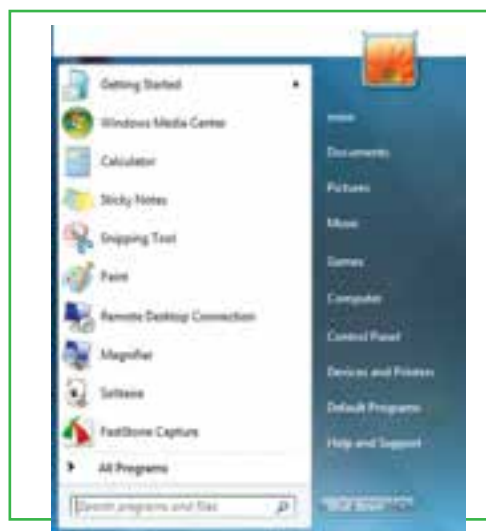 Getting Started
Windows Media Center
Calculator
Sticky Notes
Snipping Tool
Paint
Remote Desktop Connection
Magnifier
Solitaire
FastStone Capture
All Programs
Search programs and files
Documents
Pictures
Music
Games
Computer
Control Panel
Devices and Printers
Default Programs
Help and Support
Shut down